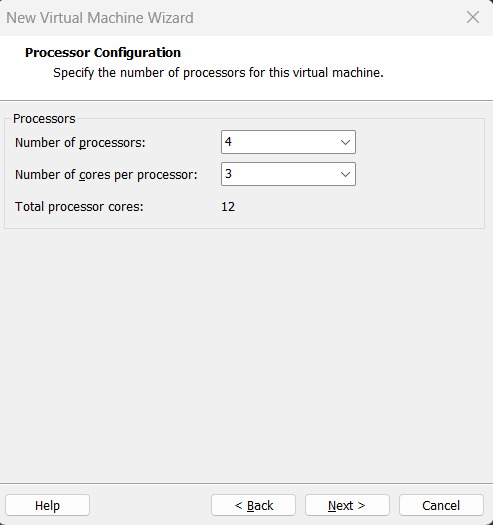 New Virtual Machine Wizard
Processor Configuration
Specify the number of processors for this virtual machine.
Processors
Number of processors: 4
Number of cores per processor: 3
Total processor cores: 12
Help < Back Next > Cancel